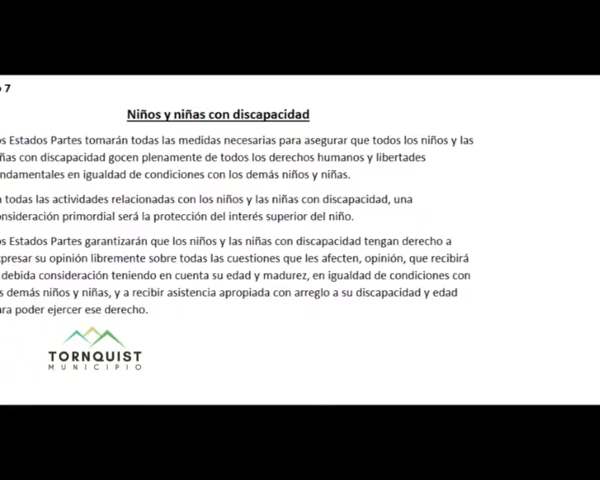 o 7
Niños y niñas con discapacidad
os Estados Partes tomarán todas las medidas necesarias para asegurar que todos los niños y las
ñas con discapacidad gocen plenamente de todos los derechos humanos y libertades
ndamentales en igualdad de condiciones con los demás niños y niñas.
n todas las actividades relacionadas con los niños y las niñas con discapacidad, una
onsideración primordial será la protección del interés superior del niño.
os Estados Partes garantizarán que los niños y las niñas con discapacidad tengan derecho a
xpresar su opinión libremente sobre todas las cuestiones que les afecten, opinión, que recibirá
debida consideración teniendo en cuenta su edad y madurez, en igualdad de condiciones con
s demás niños y niñas, y a recibir asistencia apropiada con arreglo a su discapacidad y edad
ara poder ejercer ese derecho.
TORNQUIST
MUNICIPIO